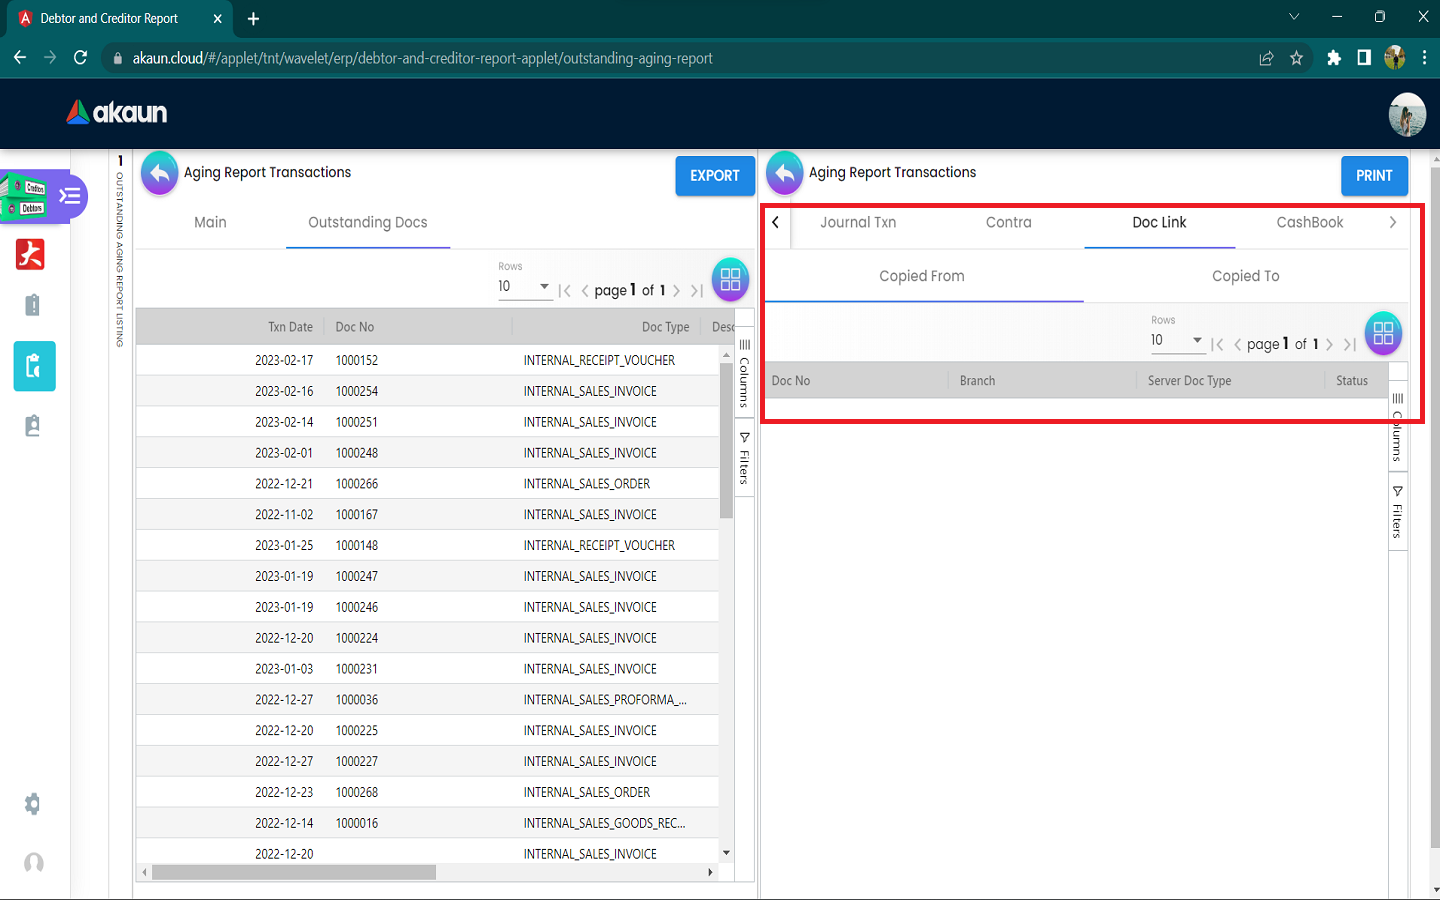 Debtor and Creditor Report
akaun.cloud/#/applet/tnt/wavelet/erp/debtor-and-creditor-report-applet/outstanding-aging-report
akaun
Creditors
Debtors
1 OUTSTANDING AGING REPORT LISTING
Aging Report Transactions
EXPORT
Main
Outstanding Docs
Rows
10
page 1 of 1
Txn Date Doc No Doc Type Desc
2023-02-17 1000152 INTERNAL_RECEIPT_VOUCHER
2023-02-16 1000254 INTERNAL_SALES_INVOICE
2023-02-14 1000251 INTERNAL_SALES_INVOICE
2023-02-01 1000248 INTERNAL_SALES_INVOICE
2022-12-21 1000266 INTERNAL_SALES_ORDER
2022-11-02 1000167 INTERNAL_SALES_INVOICE
2023-01-25 1000148 INTERNAL_RECEIPT_VOUCHER
2023-01-19 1000247 INTERNAL_SALES_INVOICE
2023-01-19 1000246 INTERNAL_SALES_INVOICE
2022-12-20 1000224 INTERNAL_SALES_INVOICE
2023-01-03 1000231 INTERNAL_SALES_INVOICE
2022-12-27 1000036 INTERNAL_SALES_PROFORMA_...
2022-12-20 1000225 INTERNAL_SALES_INVOICE
2022-12-27 1000227 INTERNAL_SALES_INVOICE
2022-12-23 1000268 INTERNAL_SALES_ORDER
2022-12-14 1000016 INTERNAL_SALES_GOODS_REC...
2022-12-20 INTERNAL_SALES_INVOICE
Columns
Filters
Aging Report Transactions
PRINT
Journal Txn Contra Doc Link CashBook
Copied From Copied To
Rows
10
page 1 of 1
Doc No Branch Server Doc Type Status
Columns
Filters